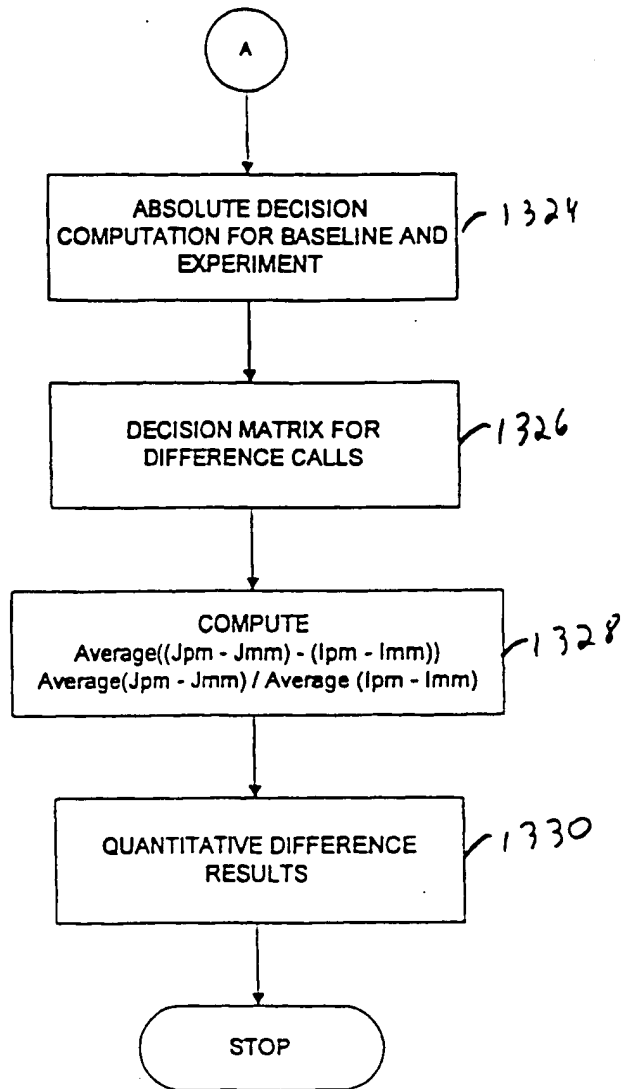 A
ABSOLUTE DECISION
COMPUTATION FOR BASELINE AND
EXPERIMENT
1324
DECISION MATRIX FOR
DIFFERENCE CALLS
1326
COMPUTE
Average((Jpm - Jmm) - (Ipm - Imm))
Average(Jpm - Jmm) / Average (Ipm - Imm)
1328
QUANTITATIVE DIFFERENCE
RESULTS
1330
STOP